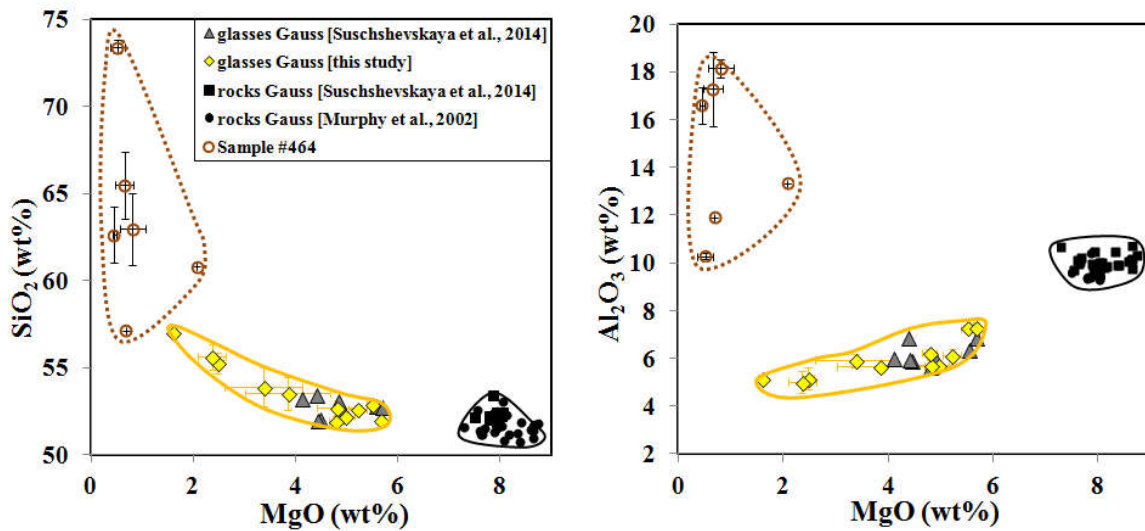 75
70
65
60
55
50
SiO2 (wt%)
0 2 4 6 8
MgO (wt%)
glasses Gauss [Suschshevskaya et al., 2014]
glasses Gauss [this study]
rocks Gauss [Suschshevskaya et al., 2014]
rocks Gauss [Murphy et al., 2002]
Sample #464
20
18
16
14
12
10
8
6
4
2
Al2O3 (wt%)
0 2 4 6 8
MgO (wt%)